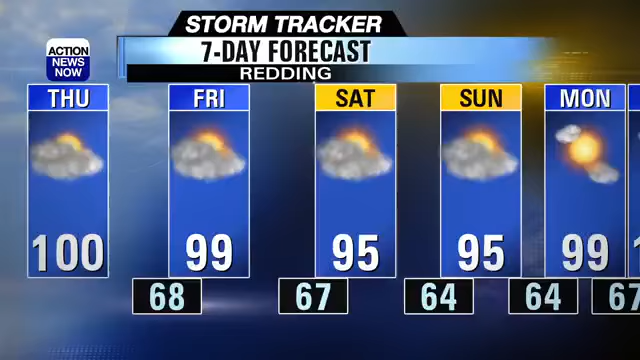 STORM TRACKER
ACTION
NEWS
NOW
7-DAY FORECAST
REDDING
THU FRI SAT SUN MON
100 99 95 95 99
68 67 64 64 67